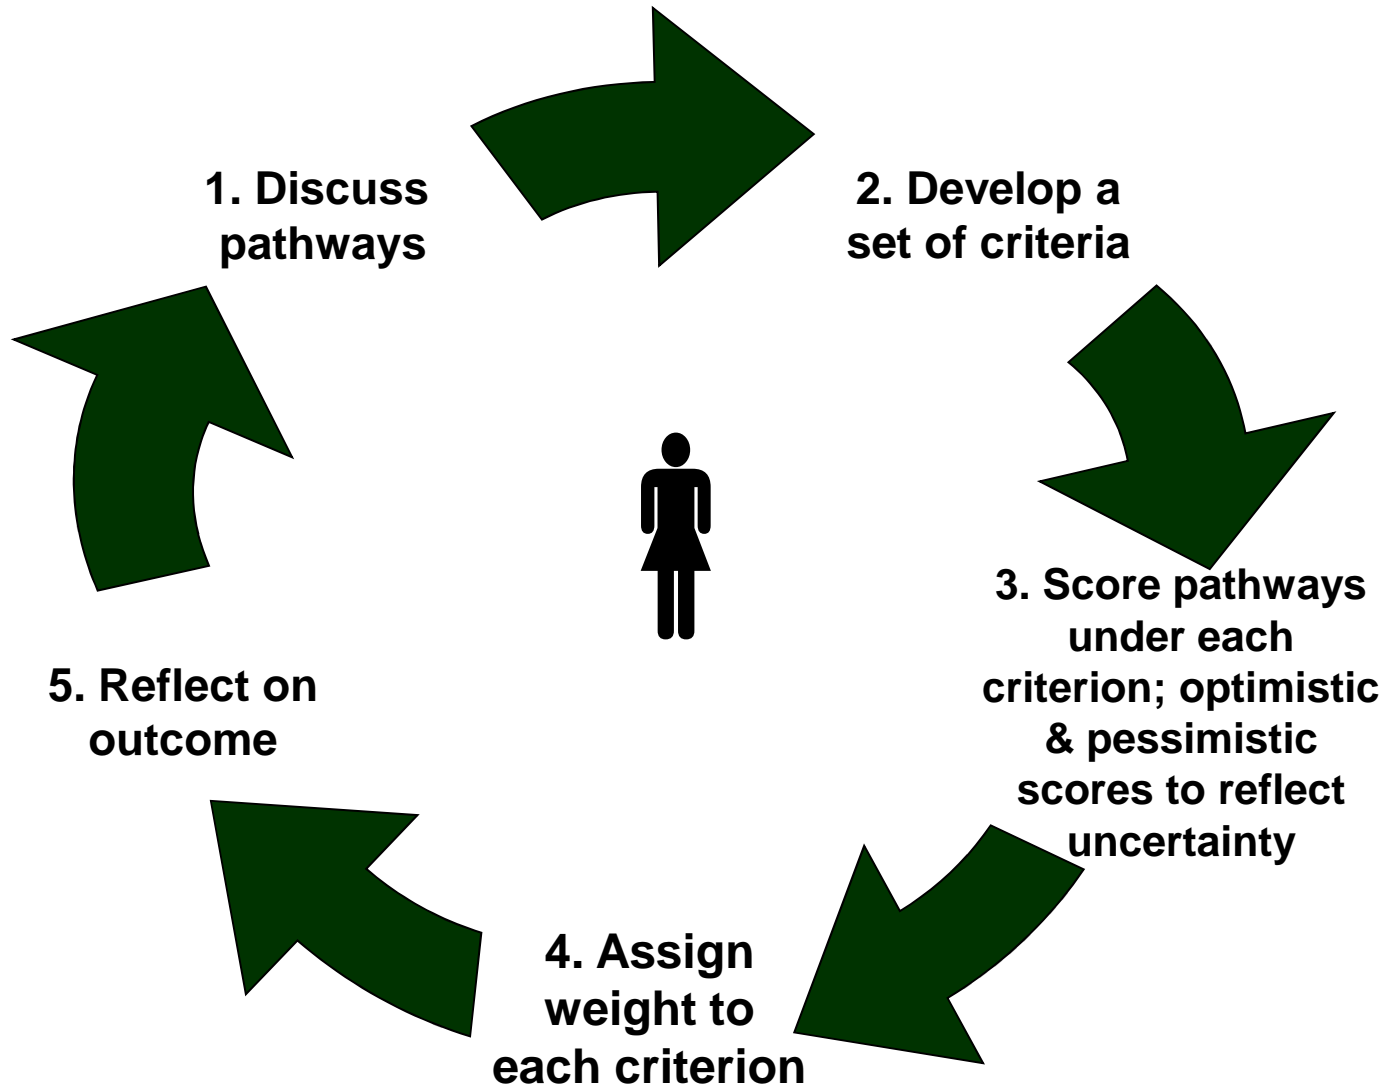 1. Discuss
pathways
2. Develop a
set of criteria
3. Score pathways
under each
criterion; optimistic
& pessimistic
scores to reflect
uncertainty
4. Assign
weight to
each criterion
5. Reflect on
outcome